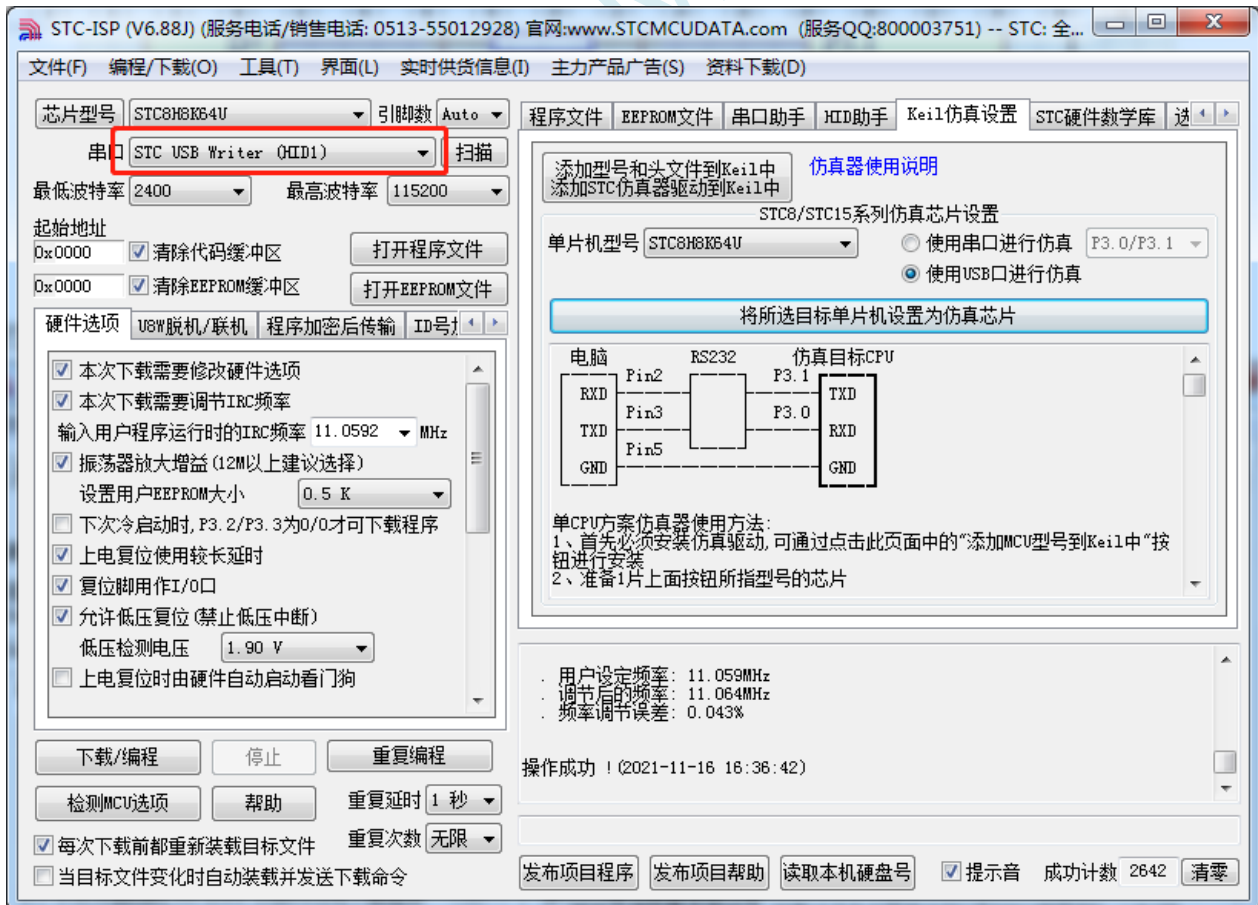 STC-ISP (V6.88J) (服务电话/销售电话: 0513-55012928) 官网:www.STCMCUDATA.com (服务QQ:800003751) -- STC: 全...
文件(F) 编程/下载(O) 工具(T) 界面(L) 实时供货信息(I) 主力产品广告(S) 资料下载(D)
芯片型号 STC8H8K64U 引脚数 Auto
串口 STC USB Writer (HID1) 扫描
最低波特率 2400 最高波特率 115200
起始地址
0x0000 清除代码缓冲区 打开程序文件
0x0000 清除EEPROM缓冲区 打开EEPROM文件
硬件选项 U8W脱机/联机 程序加密后传输 ID号
本次下载需要修改硬件选项
本次下载需要调节IRC频率
输入用户程序运行时的IRC频率 11.0592 MHz
振荡器放大增益(12M以上建议选择)
设置用户EEPROM大小 0.5 K
下次冷启动时,P3.2/P3.3为0/0才可下载程序
上电复位使用较长延时
复位脚用作I/O口
允许低压复位(禁止低压中断)
低压检测电压 1.90 V
上电复位时由硬件自动启动看门狗
下载/编程 停止 重复编程
检测MCU选项 帮助 重复延时 1 秒
每次下载前都重新装载目标文件 重复次数 无限
当目标文件变化时自动装载并发送下载命令
程序文件 EEPROM文件 串口助手 HID助手 Keil仿真设置 STC硬件数学库 选
添加型号和头文件到Keil中
添加STC仿真器驱动到Keil中
仿真器使用说明
STC8/STC15系列仿真芯片设置
单片机型号 STC8H8K64U 使用串口进行仿真 P3.0/P3.1
使用USB口进行仿真
将所选目标单片机设置为仿真芯片
电脑 RS232 仿真目标CPU
Pin2 P3.1
RXD TXD
Pin3 P3.0
TXD RXD
Pin5
GND GND
单CPU方案仿真器使用方法:
1、首先必须安装仿真驱动,可通过点击此页面中的"添加MCU型号到Keil中"按
钮进行安装
2、准备1片上面按钮所指型号的芯片
. 用户设定频率: 11.059MHz
. 调节后的频率: 11.064MHz
. 频率调节误差: 0.043%
操作成功 !(2021-11-16 16:36:42)
发布项目程序 发布项目帮助 读取本机硬盘号 提示音 成功计数 2642 清零